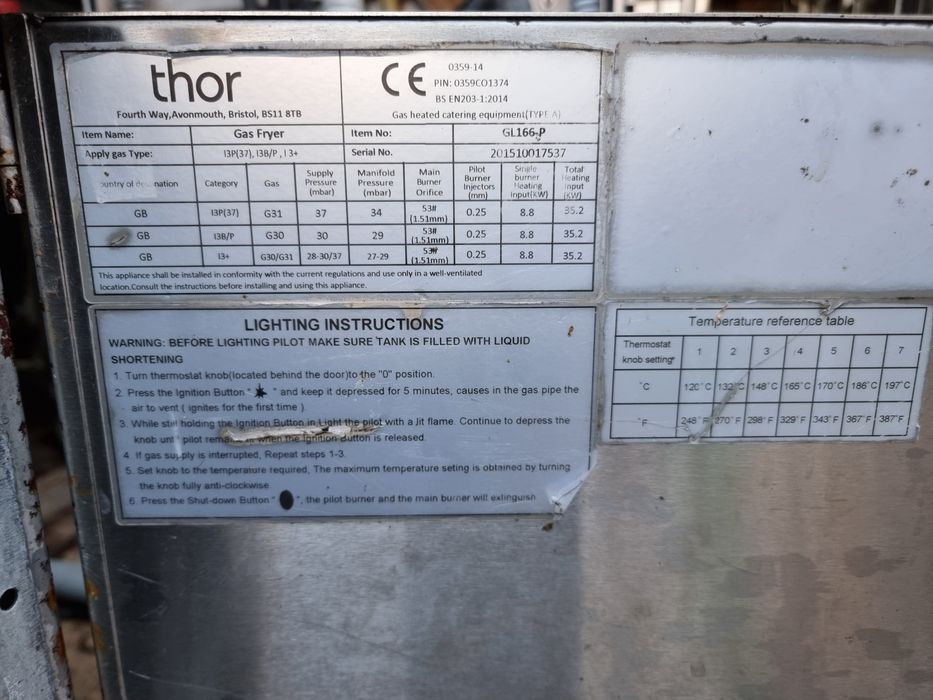 thor
Fourth Way,Avonmouth, Bristol, BS11 8TB
CE
0359-14
PIN: 0359CO1374
BS EN203-1:2014
Gas heated catering equipment(TYPE A)
Item Name: Gas Fryer Item No: GL166-P
Apply gas Type: I3P(37), I3B/P , I 3+ Serial No. 201510017537
ountry of nation Category Gas Supply Pressure (mbar) Manifold Pressure (mbar) Main Burner Orifice Pilot Burner Injectors (mm) Single burner Heating Input(KW) Total Heating Input (KW)
GB I3P(37) G31 37 34 53# (1.51mm) 0.25 8.8 35.2
GB I3B/P G30 30 29 53# (1.51mm) 0.25 8.8 35.2
GB I3+ G30/G31 28-30/37 27-29 53# (1.51mm) 0.25 8.8 35.2
This appliance shall be installed in conformity with the current regulations and use only in a well-ventilated
location.Consult the instructions before installing and using this appliance.
LIGHTING INSTRUCTIONS
WARNING: BEFORE LIGHTING PILOT MAKE SURE TANK IS FILLED WITH LIQUID
SHORTENING
1. Turn thermostat knob(located behind the door)to the "0" position.
2. Press the Ignition Button " " and keep it depressed for 5 minutes, causes in the gas pipe the
air to vent ( ignites for the first time ).
3. While still holding the Ignition Button in Light the pilot with a Jit flame. Continue to depress the
knob unt pilot rema when the Ignition Button is released.
4. If gas supply is interrupted, Repeat steps 1-3.
5. Set knob to the temperature required, The maximum temperature seting is obtained by turning
the knob fully anti-clockwise.
6. Press the Shut-down Button " ", the pilot burner and the main burner will extinguish
Temperature reference table
Thermostat knob setting 1 2 3 4 5 6 7
°C 120°C 132°C 148°C 165°C 170°C 186°C 197°C
°F 248°F 270°F 298°F 329°F 343°F 367°F 387°F